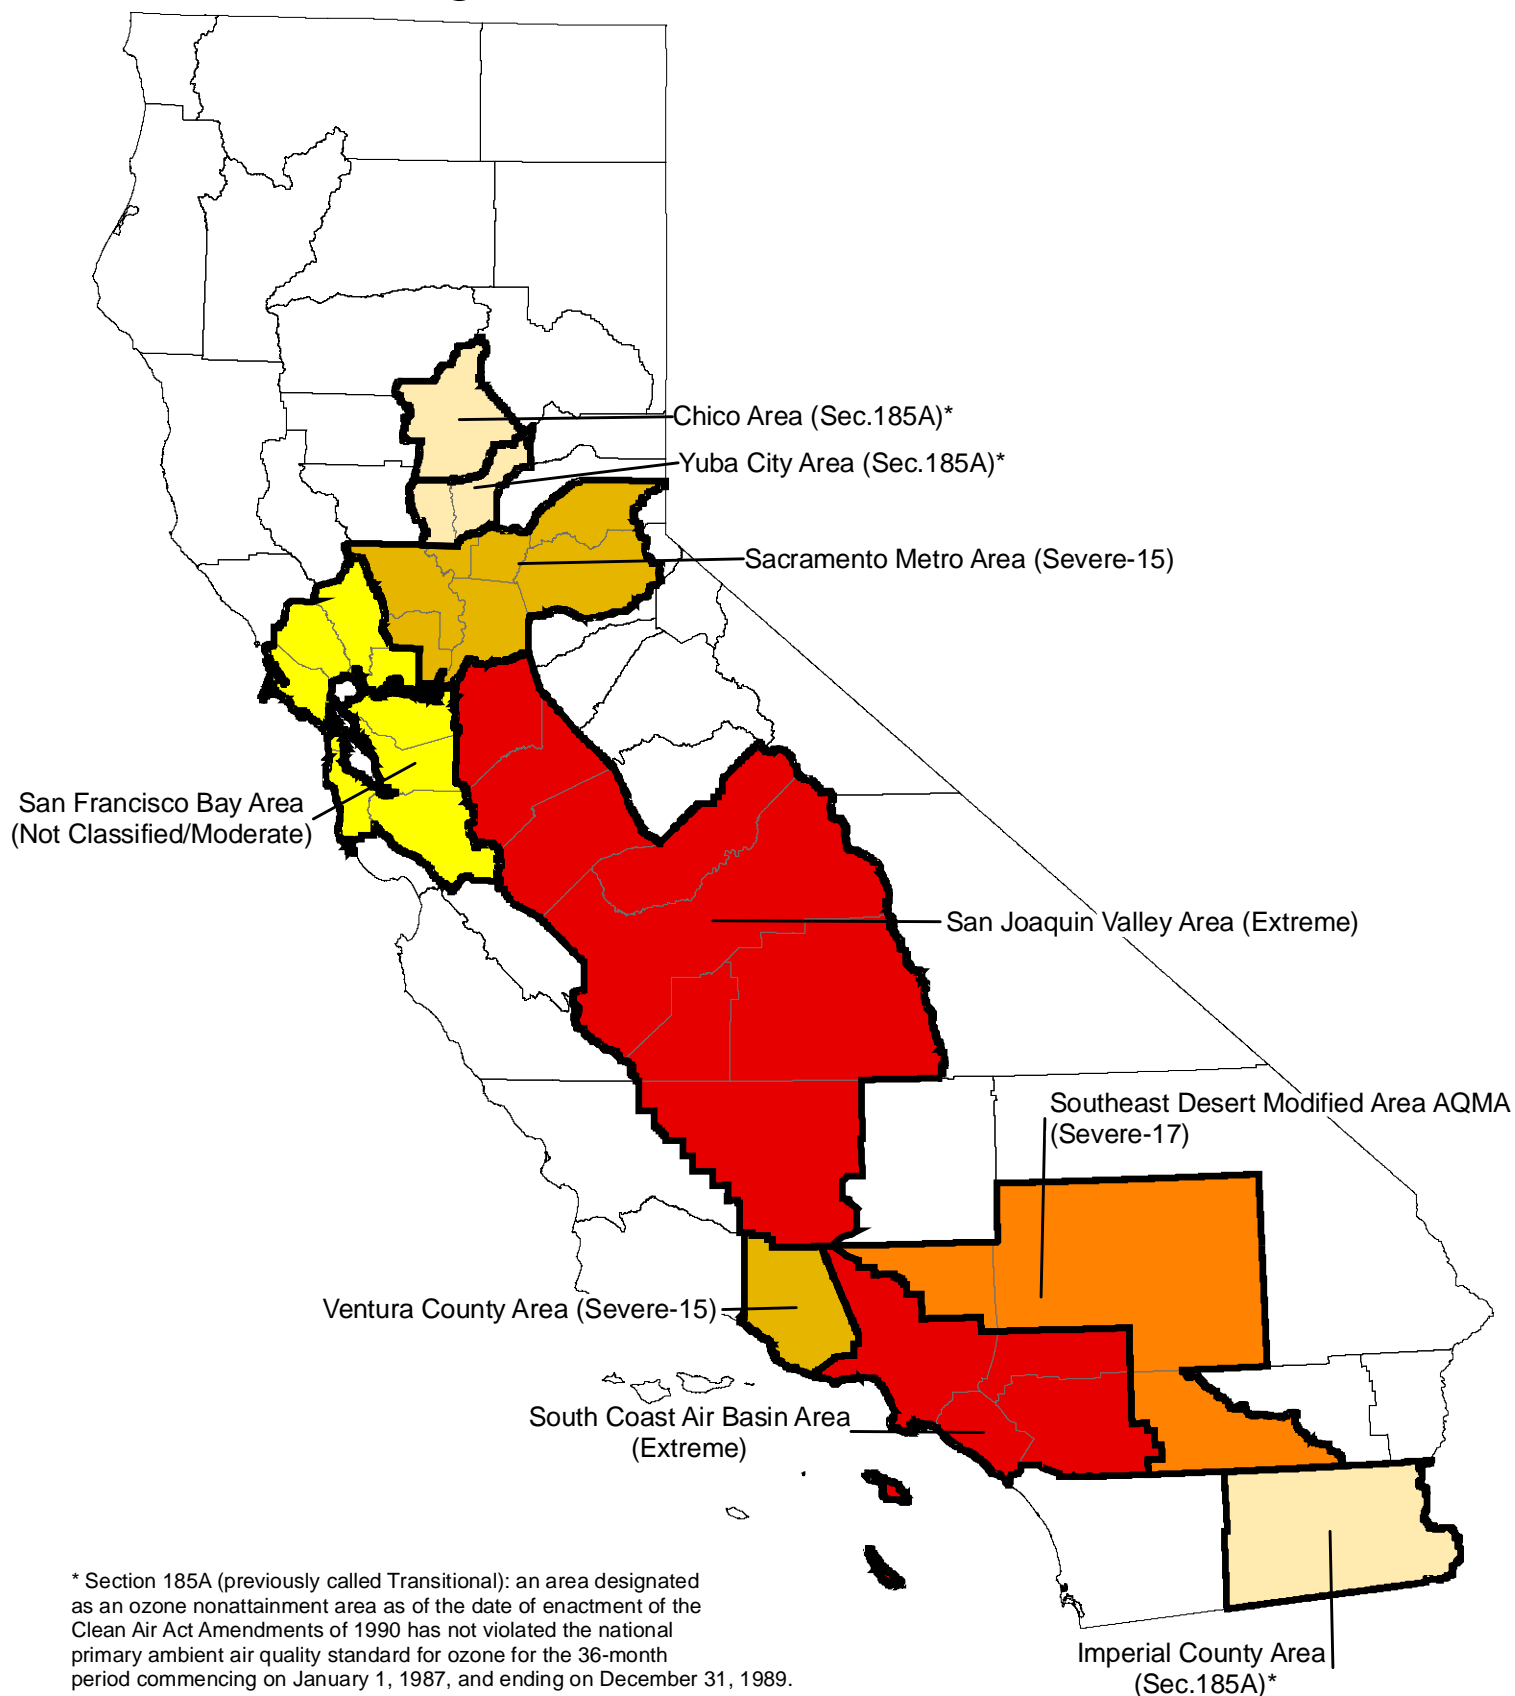 Chico Area (Sec.185A)*
Yuba City Area (Sec.185A)*
Sacramento Metro Area (Severe-15)
San Francisco Bay Area
(Not Classified/Moderate)
San Joaquin Valley Area (Extreme)
Southeast Desert Modified Area AQMA
(Severe-17)
Ventura County Area (Severe-15)
South Coast Air Basin Area
(Extreme)
* Section 185A (previously called Transitional): an area designated
as an ozone nonattainment area as of the date of enactment of the
Clean Air Act Amendments of 1990 has not violated the national
primary ambient air quality standard for ozone for the 36-month
period commencing on January 1, 1987, and ending on December 31, 1989.
Imperial County Area
(Sec.185A)*